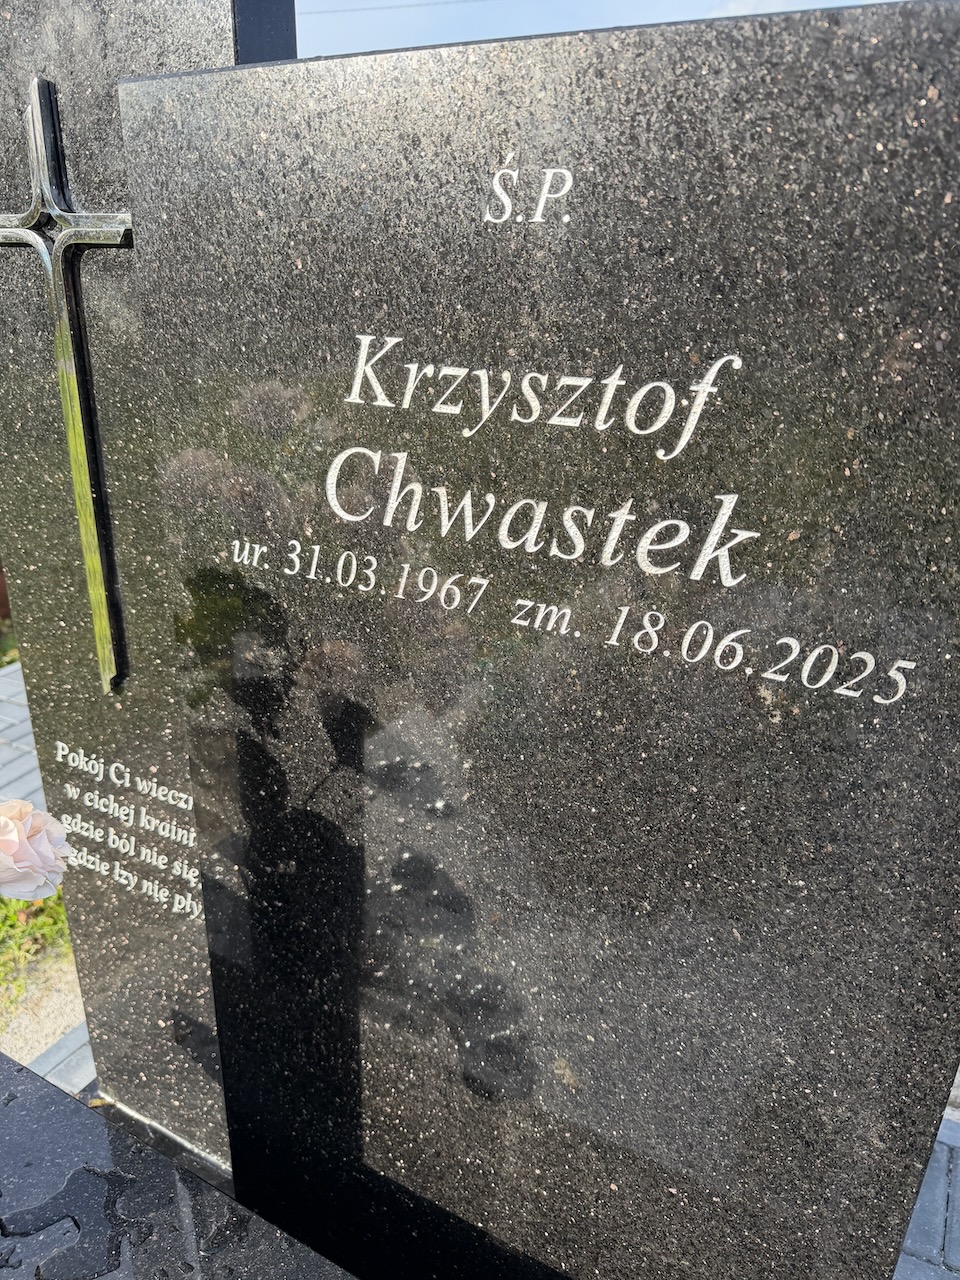 Ś.P.
Krzysztof
Chwastek
ur. 31.03.1967 zm. 18.06.2025
Pokój Ci
w cichej
gdzie ból nie się
gdzie łzy nie